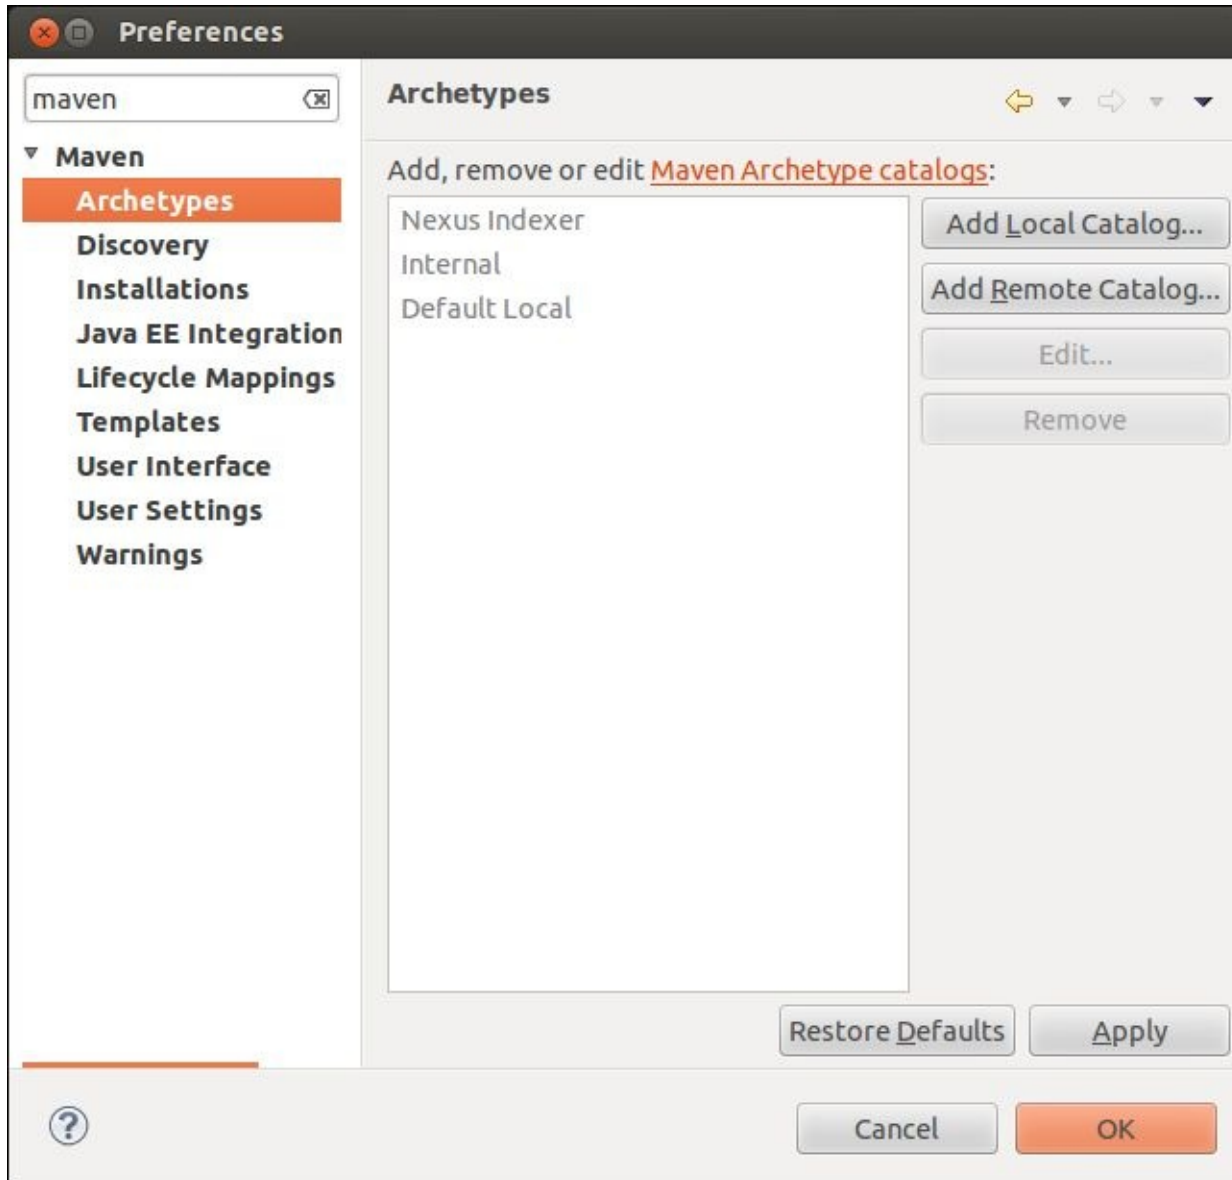 Preferences
maven
Maven
Archetypes
Discovery
Installations
Java EE Integration
Lifecycle Mappings
Templates
User Interface
User Settings
Warnings
Archetypes
Add, remove or edit Maven Archetype catalogs:
Nexus Indexer
Internal
Default Local
Add Local Catalog...
Add Remote Catalog...
Edit...
Remove
Restore Defaults
Apply
?
Cancel
OK